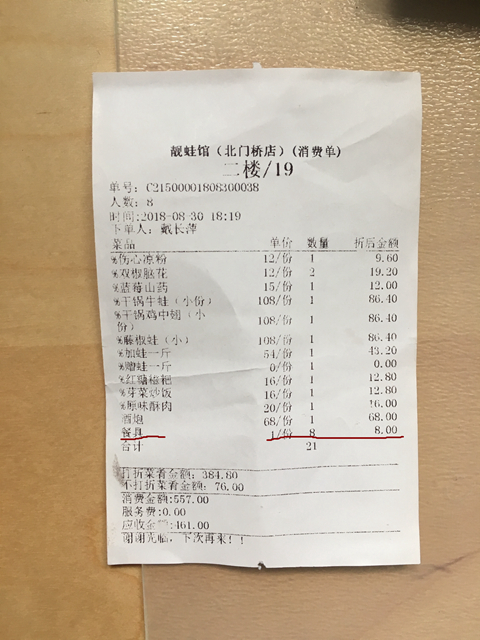 靓蛙馆（北门桥店）(消费单)
二楼/19
单号: C21500001808300038
人数: 8
时间:2018-08-30 18:19
下单人: 戴长萍
菜品 单价 数量 折后金额
%伤心凉粉 12/份 1 9.60
%双椒脑花 12/份 2 19.20
%蓝莓山药 15/份 1 12.00
%干锅牛蛙（小份） 108/份 1 86.40
%干锅鸡中翅（小
份） 108/份 1 86.40
%藤椒蛙（小） 108/份 1 86.40
%加蛙一斤 54/份 1 43.20
%赠蛙一斤 0/份 1 0.00
%红糖糍粑 16/份 1 12.80
%芽菜炒饭 16/份 1 12.80
%原味酥肉 20/份 1 16.00
酒炮 68/份 1 68.00
餐具 1/份 8 8.00
合计 21
打折菜肴金额: 384.80
不打折菜肴金额: 76.00
消费金额:557.00
服务费:0.00
应收金额:461.00
谢谢光临，下次再来！！